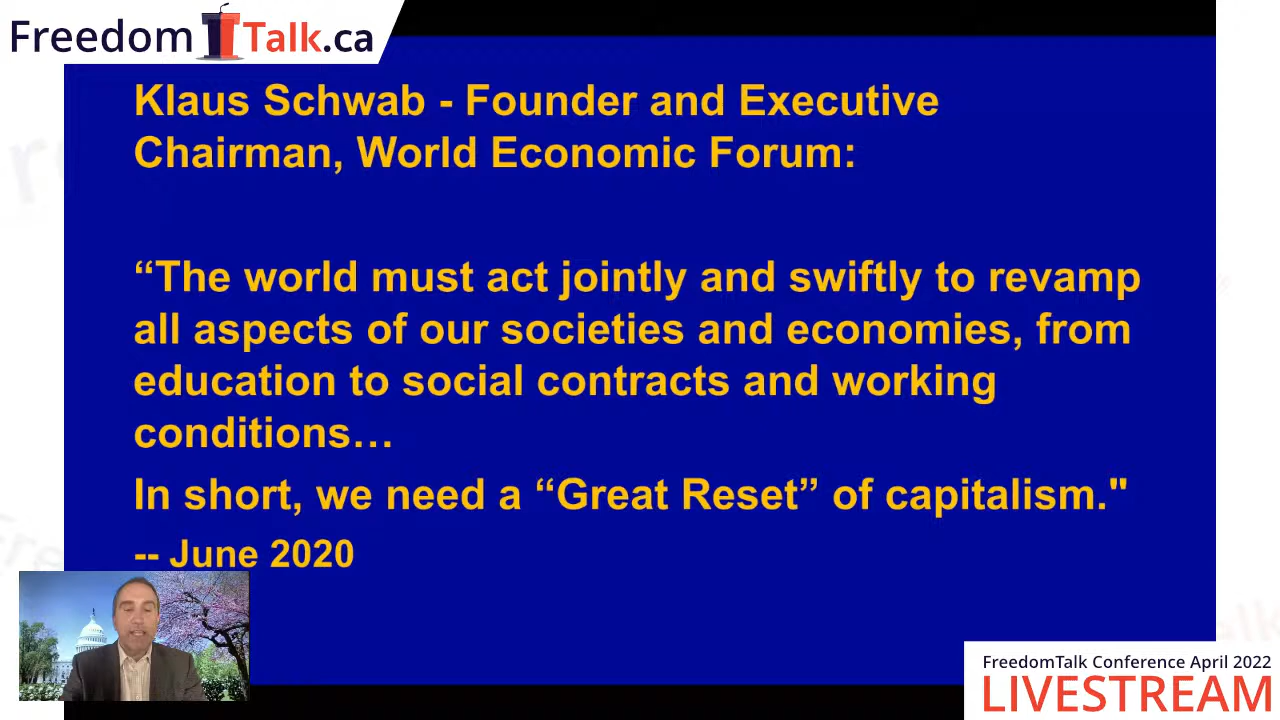 FreedomTalk.ca
Klaus Schwab - Founder and Executive
Chairman, World Economic Forum:
“The world must act jointly and swiftly to revamp
all aspects of our societies and economies, from
education to social contracts and working
conditions…
In short, we need a “Great Reset” of capitalism."
-- June 2020
FreedomTalk Conference April 2022
LIVESTREAM